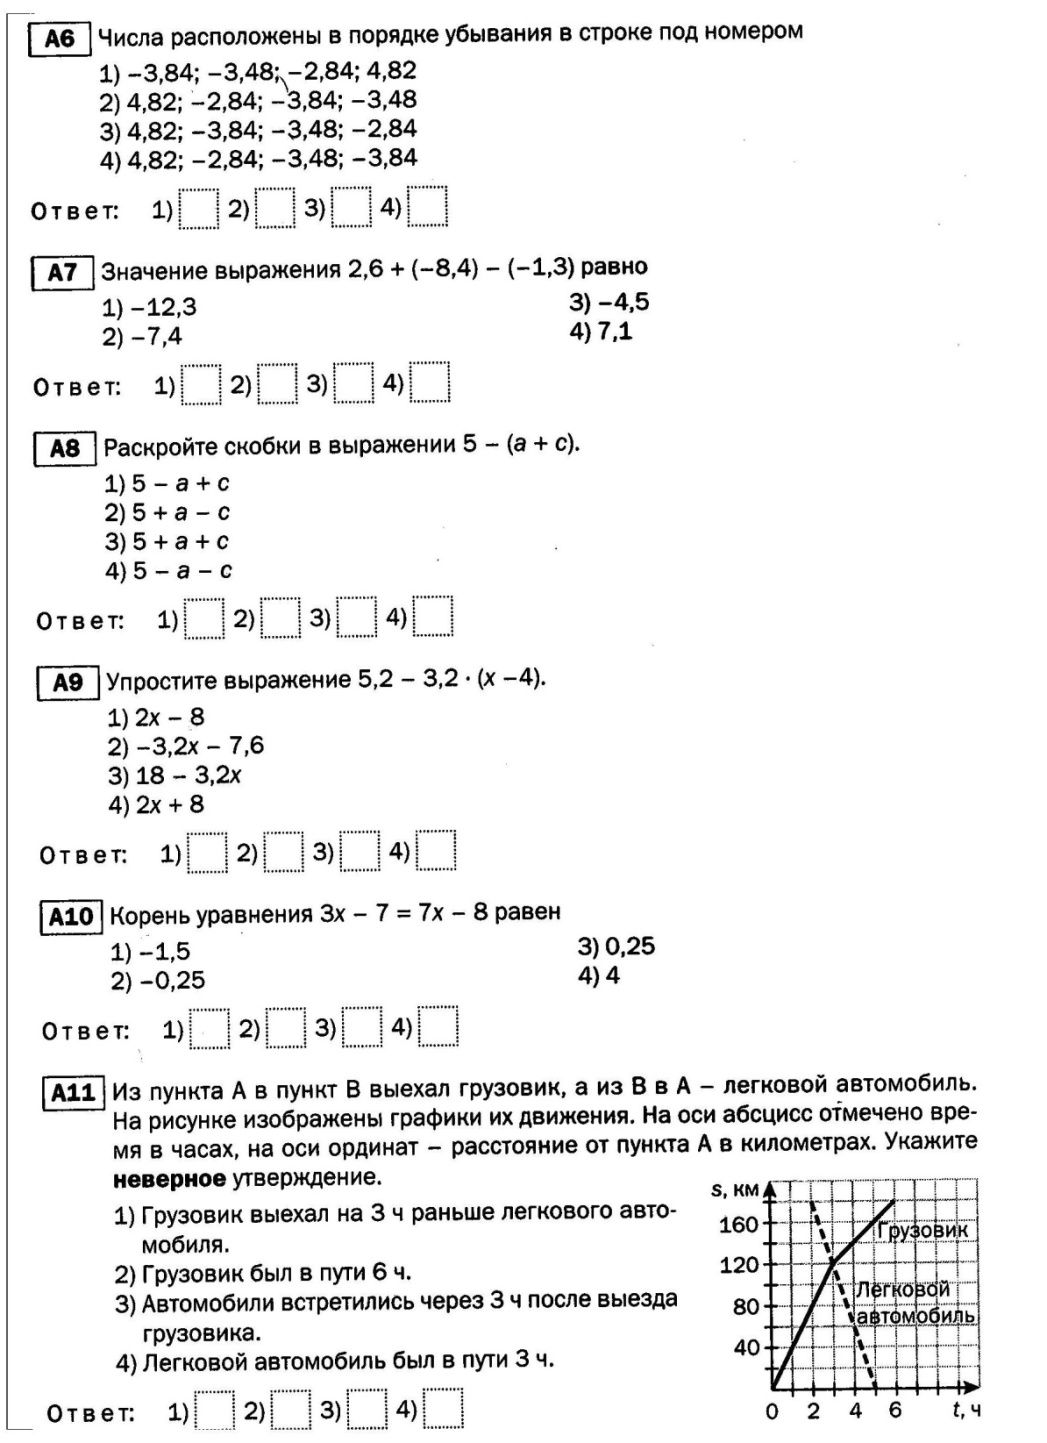 А6 Числа расположены в порядке убывания в строке под номером
1) –3,84; –3,48; –2,84; 4,82
2) 4,82; –2,84; –3,84; –3,48
3) 4,82; –3,84; –3,48; –2,84
4) 4,82; –2,84; –3,48; –3,84
Ответ: 1) 2) 3) 4)
А7 Значение выражения 2,6 + (–8,4) – (–1,3) равно
1) –12,3 3) –4,5
2) –7,4 4) 7,1
Ответ: 1) 2) 3) 4)
А8 Раскройте скобки в выражении 5 – (a + c).
1) 5 – a + c
2) 5 + a – c
3) 5 + a + c
4) 5 – a – c
Ответ: 1) 2) 3) 4)
А9 Упростите выражение 5,2 – 3,2 · (x –4).
1) 2x – 8
2) –3,2x – 7,6
3) 18 – 3,2x
4) 2x + 8
Ответ: 1) 2) 3) 4)
А10 Корень уравнения 3x – 7 = 7x – 8 равен
1) –1,5 3) 0,25
2) –0,25 4) 4
Ответ: 1) 2) 3) 4)
А11 Из пункта А в пункт В выехал грузовик, а из В в А – легковой автомобиль.
На рисунке изображены графики их движения. На оси абсцисс отмечено вре-
мя в часах, на оси ординат – расстояние от пункта А в километрах. Укажите
неверное утверждение.
1) Грузовик выехал на 3 ч раньше легкового авто-
мобиля.
2) Грузовик был в пути 6 ч.
3) Автомобили встретились через 3 ч после выезда
грузовика.
4) Легковой автомобиль был в пути 3 ч.
Ответ: 1) 2) 3) 4)
s, км
160
120
80
40
Грузовик
Легковой
автомобиль
0 2 4 6 t, ч